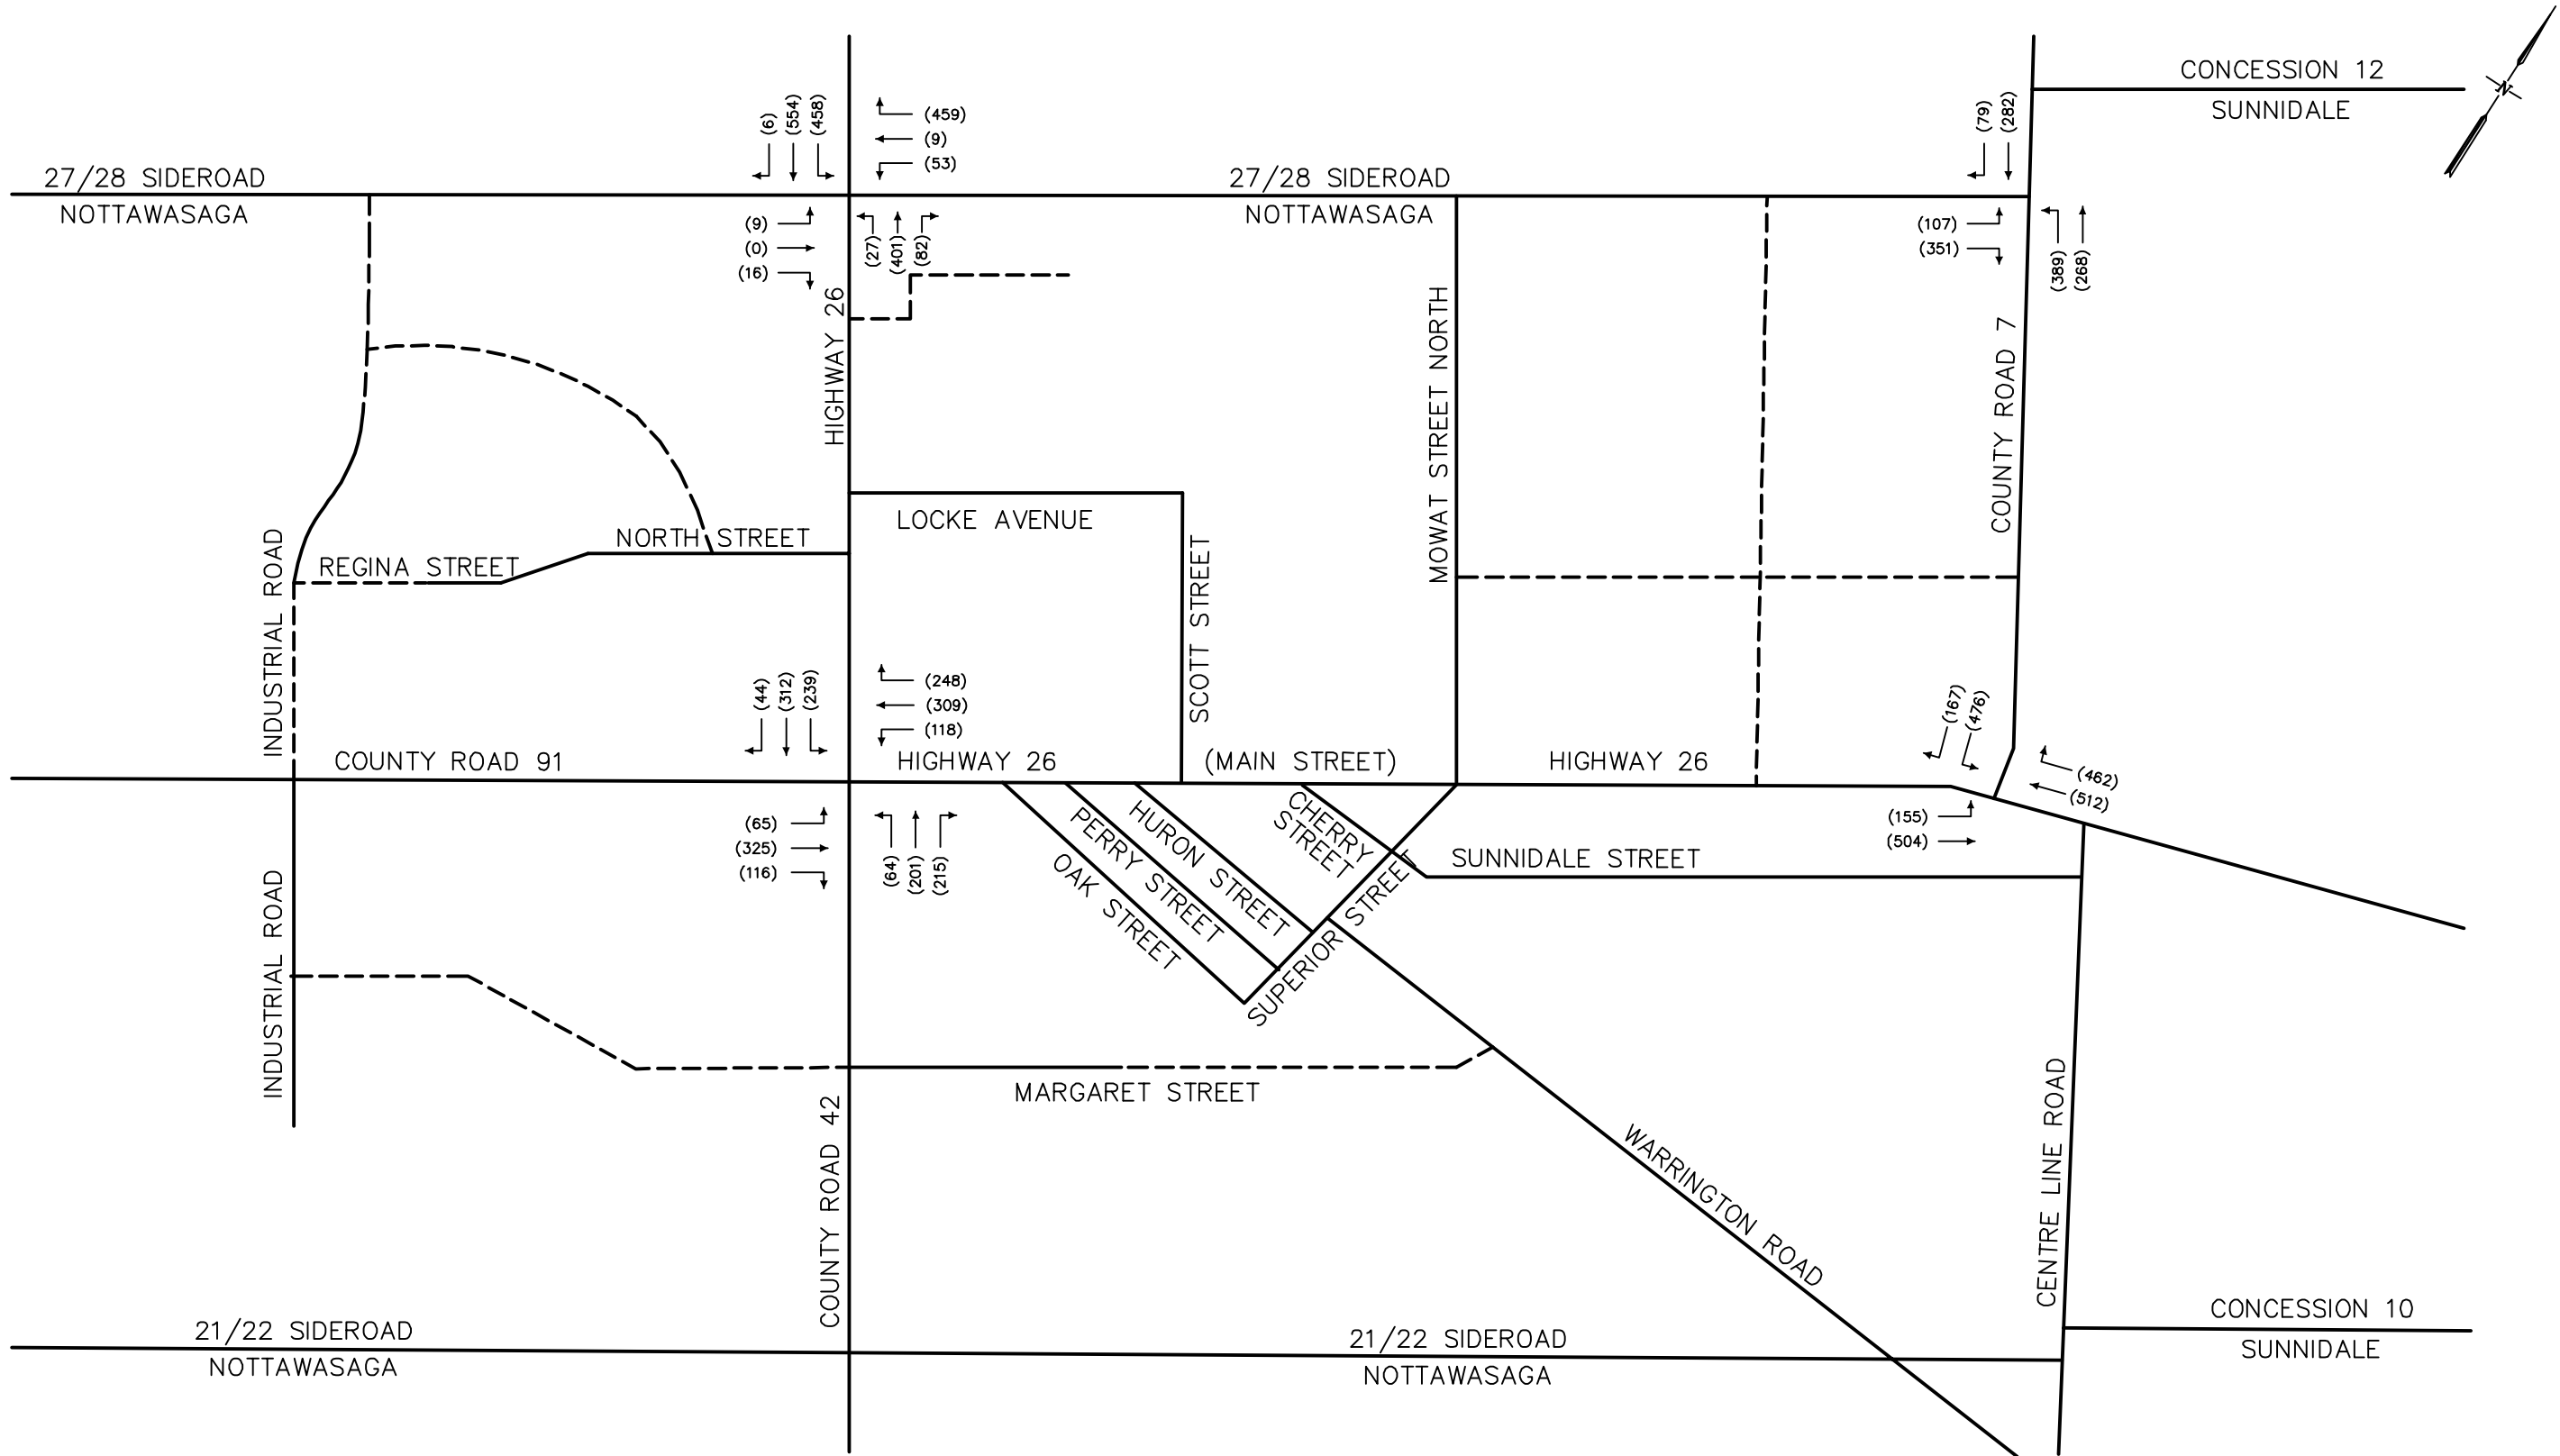 CONCESSION 12
SUNNIDALE
N
(6)
(554)
(458)
(459)
(9)
(53)
(79)
(282)
27/28 SIDEROAD
NOTTAWASAGA
27/28 SIDEROAD
NOTTAWASAGA
(9)
(0)
(16)
(27)
(401)
(82)
(107)
(351)
(389)
(268)
HIGHWAY 26
MOWAT STREET NORTH
COUNTY ROAD 7
LOCKE AVENUE
NORTH STREET
REGINA STREET
INDUSTRIAL ROAD
SCOTT STREET
(44)
(312)
(239)
(248)
(309)
(118)
(167)
(476)
COUNTY ROAD 91
HIGHWAY 26
(MAIN STREET)
HIGHWAY 26
(462)
(512)
(65)
(325)
(116)
(64)
(201)
(215)
(155)
(504)
CHERRY
STREET
HURON STREET
PERRY STREET
OAK STREET
SUPERIOR STREET
SUNNIDALE STREET
INDUSTRIAL ROAD
MARGARET STREET
COUNTY ROAD 42
WARRINGTON ROAD
CENTRE LINE ROAD
21/22 SIDEROAD
NOTTAWASAGA
21/22 SIDEROAD
NOTTAWASAGA
CONCESSION 10
SUNNIDALE